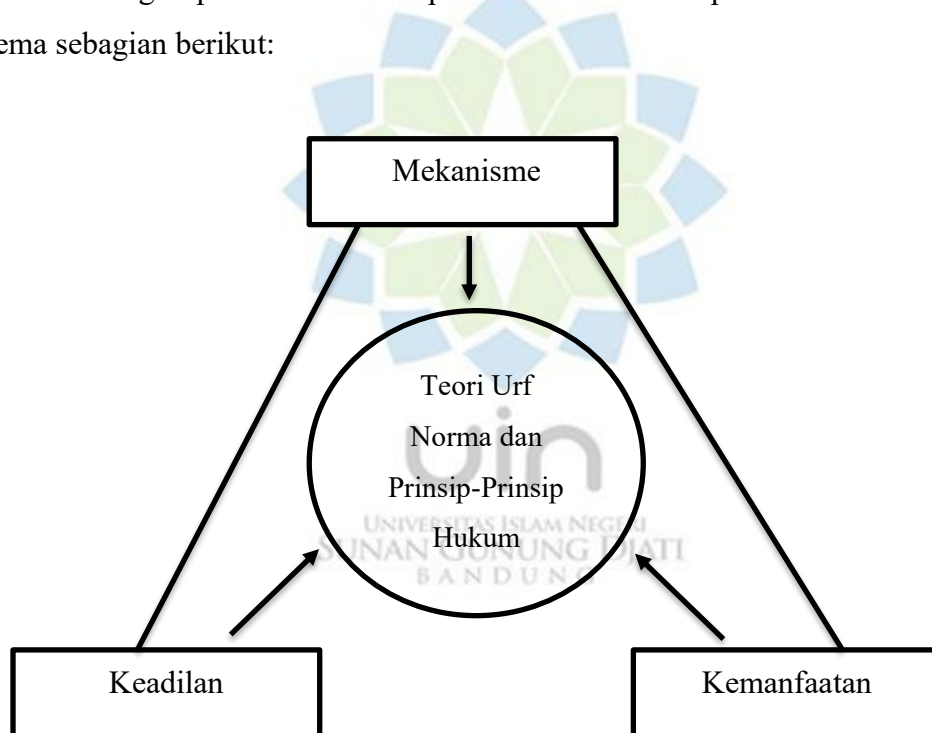 ema sebagian berikut:
Mekanisme
Teori Urf
Norma dan
Prinsip-Prinsip
Hukum
uin
UNIVERSITAS ISLAM NEGERI
SUNAN GUNUNG DJATI
BANDUNG
Keadilan
Kemanfaatan